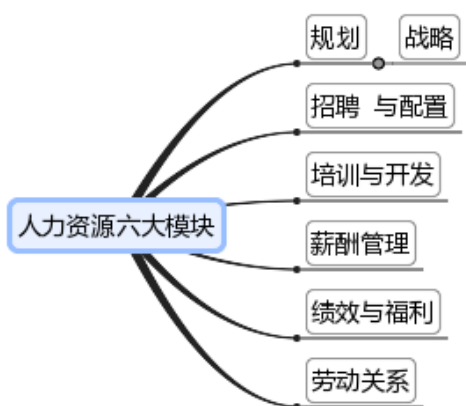 规划 战略
招聘 与配置
培训与开发
人力资源六大模块
薪酬管理
绩效与福利
劳动关系